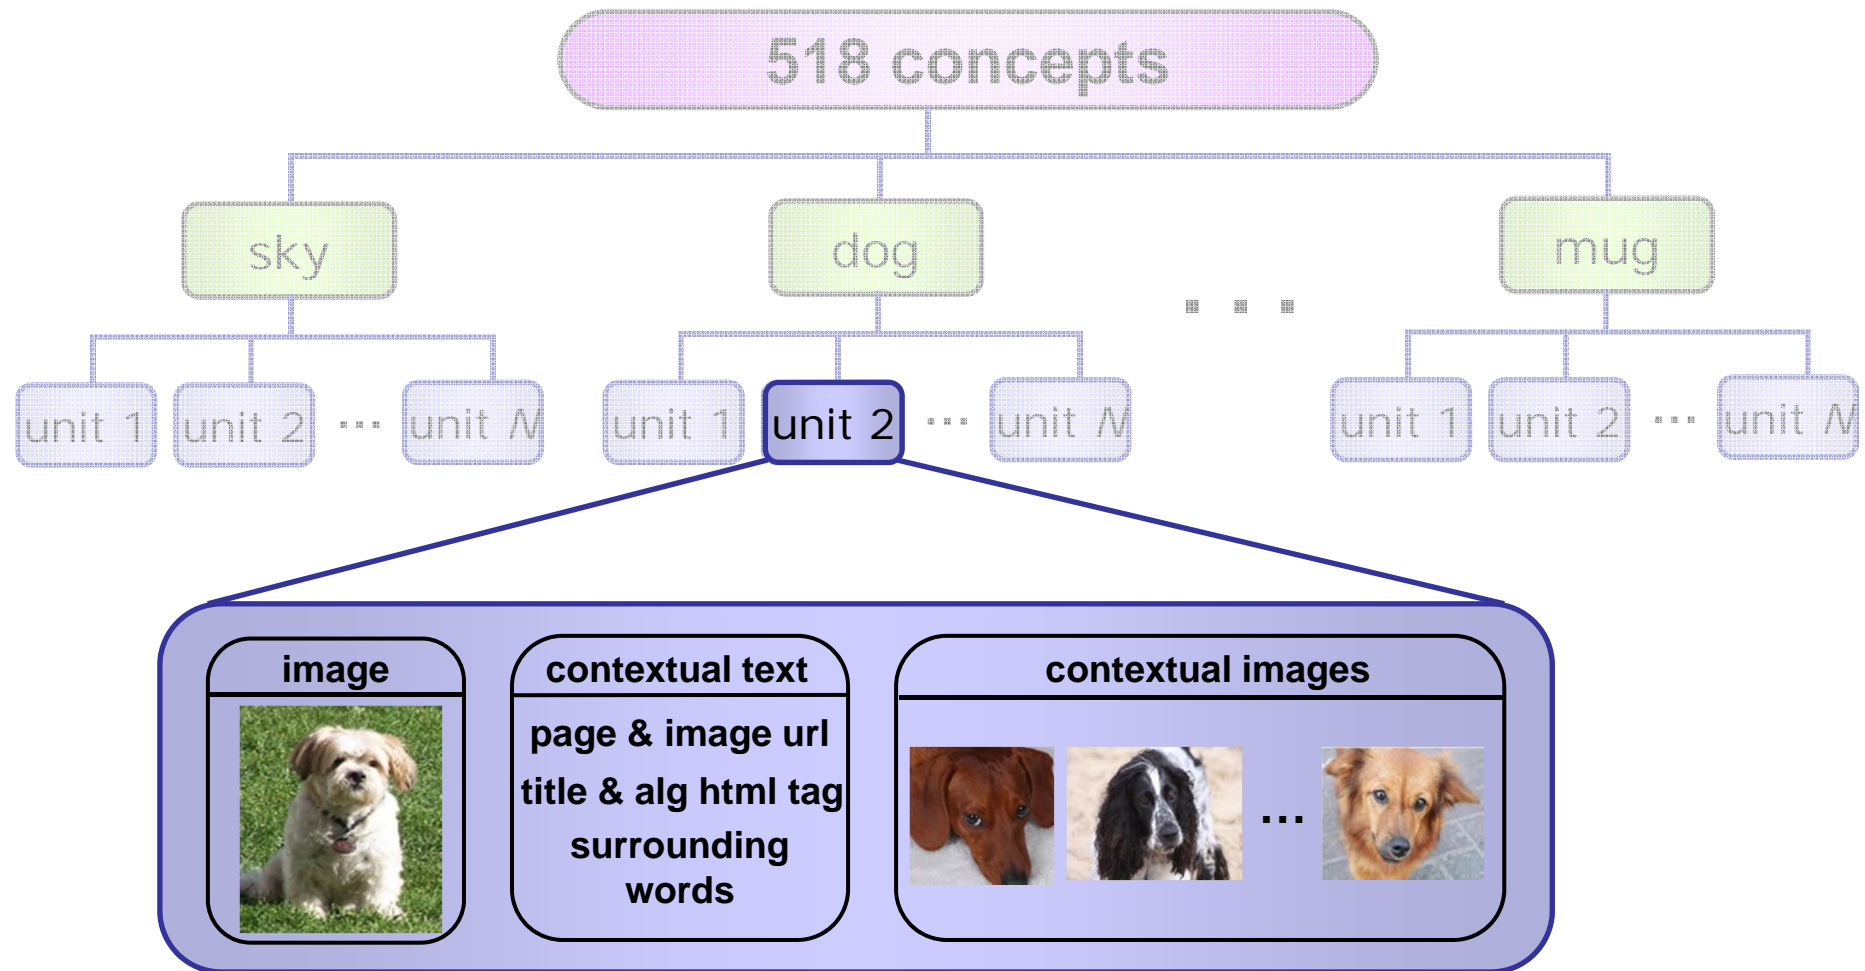 518 concepts
sky
dog
mug
. . .
unit 1
unit 2
...
unit N
unit 1
unit 2
...
unit N
unit 1
unit 2
...
unit N
image
contextual text
contextual images
page & image url
title & alg html tag
surrounding
words
...